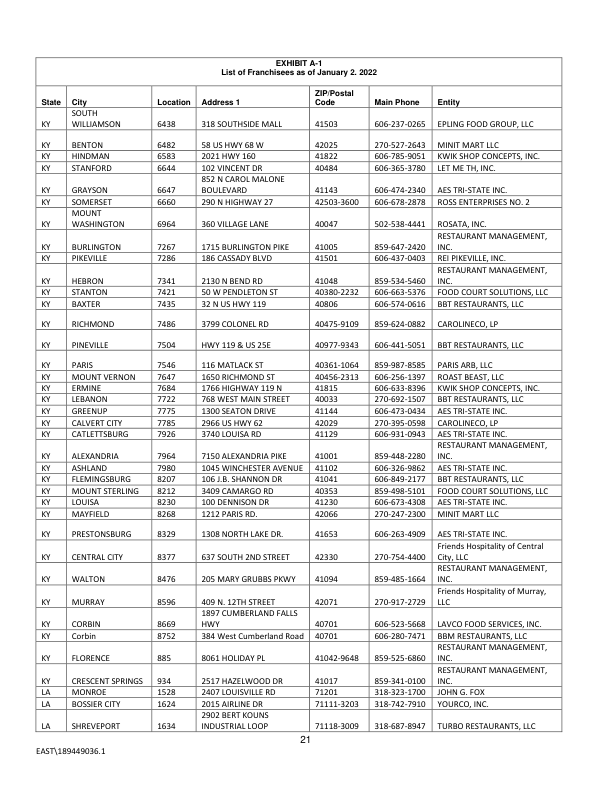 EXHIBIT A-1
List of Franchisees as of January 2. 2022
State City Location Address 1 ZIP/Postal Code Main Phone Entity
KY SOUTH WILLIAMSON 6438 318 SOUTHSIDE MALL 41503 606-237-0265 EPLING FOOD GROUP, LLC
KY BENTON 6482 58 US HWY 68 W 42025 270-527-2643 MINIT MART LLC
KY HINDMAN 6583 2021 HWY 160 41822 606-785-9051 KWIK SHOP CONCEPTS, INC.
KY STANFORD 6644 102 VINCENT DR 40484 606-365-3780 LET ME TH, INC.
KY GRAYSON 6647 852 N CAROL MALONE BOULEVARD 41143 606-474-2340 AES TRI-STATE INC.
KY SOMERSET 6660 290 N HIGHWAY 27 42503-3600 606-678-2878 ROSS ENTERPRISES NO. 2
KY MOUNT WASHINGTON 6964 360 VILLAGE LANE 40047 502-538-4441 ROSATA, INC.
KY BURLINGTON 7267 1715 BURLINGTON PIKE 41005 859-647-2420 RESTAURANT MANAGEMENT, INC.
KY PIKEVILLE 7286 186 CASSADY BLVD 41501 606-437-0403 REI PIKEVILLE, INC.
KY HEBRON 7341 2130 N BEND RD 41048 859-534-5460 RESTAURANT MANAGEMENT, INC.
KY STANTON 7421 50 W PENDLETON ST 40380-2232 606-663-5376 FOOD COURT SOLUTIONS, LLC
KY BAXTER 7435 32 N US HWY 119 40806 606-574-0616 BBT RESTAURANTS, LLC
KY RICHMOND 7486 3799 COLONEL RD 40475-9109 859-624-0882 CAROLINECO, LP
KY PINEVILLE 7504 HWY 119 & US 25E 40977-9343 606-441-5051 BBT RESTAURANTS, LLC
KY PARIS 7546 116 MATLACK ST 40361-1064 859-987-8585 PARIS ARB, LLC
KY MOUNT VERNON 7647 1650 RICHMOND ST 40456-2313 606-256-1397 ROAST BEAST, LLC
KY ERMINE 7684 1766 HIGHWAY 119 N 41815 606-633-8396 KWIK SHOP CONCEPTS, INC.
KY LEBANON 7722 768 WEST MAIN STREET 40033 270-692-1507 BBT RESTAURANTS, LLC
KY GREENUP 7775 1300 SEATON DRIVE 41144 606-473-0434 AES TRI-STATE INC.
KY CALVERT CITY 7785 2966 US HWY 62 42029 270-395-0598 CAROLINECO, LP
KY CATLETTSBURG 7926 3740 LOUISA RD 41129 606-931-0943 AES TRI-STATE INC.
KY ALEXANDRIA 7964 7150 ALEXANDRIA PIKE 41001 859-448-2280 RESTAURANT MANAGEMENT, INC.
KY ASHLAND 7980 1045 WINCHESTER AVENUE 41102 606-326-9862 AES TRI-STATE INC.
KY FLEMINGSBURG 8207 106 J.B. SHANNON DR 41041 606-849-2177 BBT RESTAURANTS, LLC
KY MOUNT STERLING 8212 3409 CAMARGO RD 40353 859-498-5101 FOOD COURT SOLUTIONS, LLC
KY LOUISA 8230 100 DENNISON DR 41230 606-673-4308 AES TRI-STATE INC.
KY MAYFIELD 8268 1212 PARIS RD. 42066 270-247-2300 MINIT MART LLC
KY PRESTONSBURG 8329 1308 NORTH LAKE DR. 41653 606-263-4909 AES TRI-STATE INC.
KY CENTRAL CITY 8377 637 SOUTH 2ND STREET 42330 270-754-4400 Friends Hospitality of Central City, LLC
KY WALTON 8476 205 MARY GRUBBS PKWY 41094 859-485-1664 RESTAURANT MANAGEMENT, INC.
KY MURRAY 8596 409 N. 12TH STREET 42071 270-917-2729 Friends Hospitality of Murray, LLC
KY CORBIN 8669 1897 CUMBERLAND FALLS HWY 40701 606-523-5668 LAVCO FOOD SERVICES, INC.
KY Corbin 8752 384 West Cumberland Road 40701 606-280-7471 BBM RESTAURANTS, LLC
KY FLORENCE 885 8061 HOLIDAY PL 41042-9648 859-525-6860 RESTAURANT MANAGEMENT, INC.
KY CRESCENT SPRINGS 934 2517 HAZELWOOD DR 41017 859-341-0100 RESTAURANT MANAGEMENT, INC.
LA MONROE 1528 2407 LOUISVILLE RD 71201 318-323-1700 JOHN G. FOX
LA BOSSIER CITY 1624 2015 AIRLINE DR 71111-3203 318-742-7910 YOURCO, INC.
LA SHREVEPORT 1634 2902 BERT KOUNS INDUSTRIAL LOOP 71118-3009 318-687-8947 TURBO RESTAURANTS, LLC
21
EAST\189449036.1